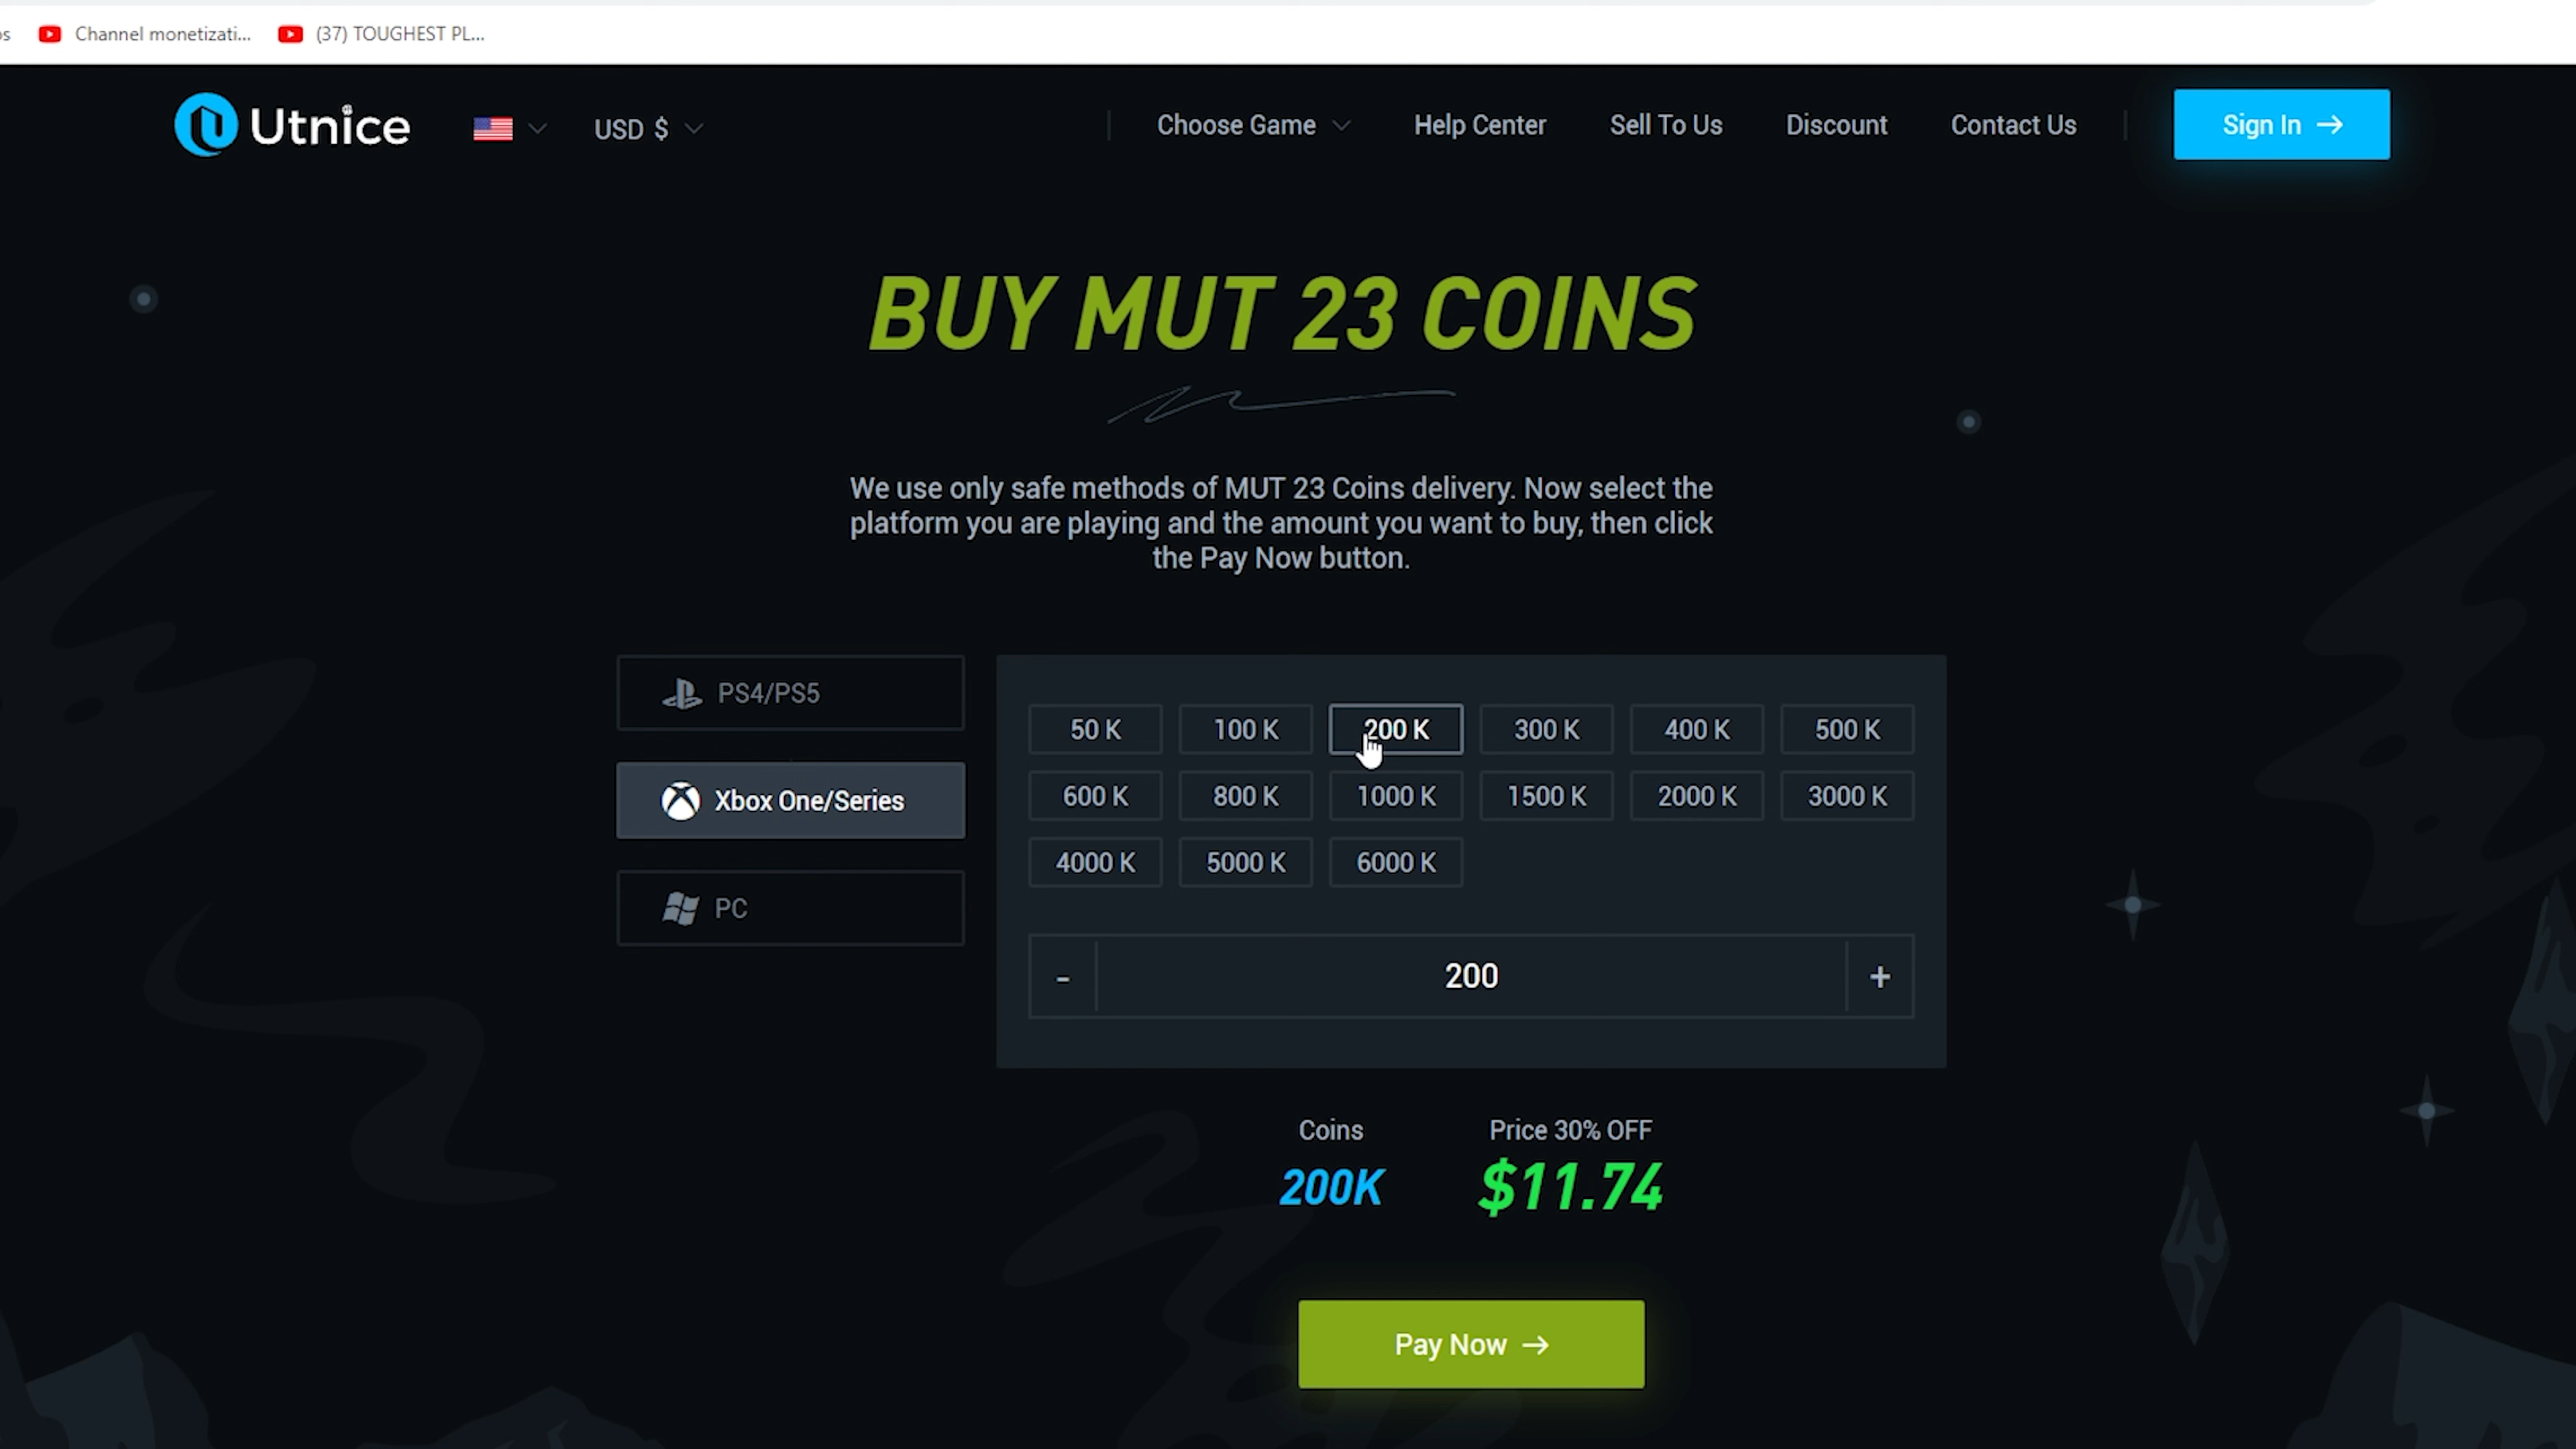 os
Channel monetizati...
(37) TOUGHEST PL...
Utnice
USD $
Choose Game
Help Center
Sell To Us
Discount
Contact Us
Sign In →
BUY MUT 23 COINS
We use only safe methods of MUT 23 Coins delivery. Now select the
platform you are playing and the amount you want to buy, then click
the Pay Now button.
PS4/PS5
Xbox One/Series
PC
50 K 100 K 200 K 300 K 400 K 500 K
600 K 800 K 1000 K 1500 K 2000 K 3000 K
4000 K 5000 K 6000 K
- 200 +
Coins
200K
Price 30% OFF
$11.74
Pay Now →